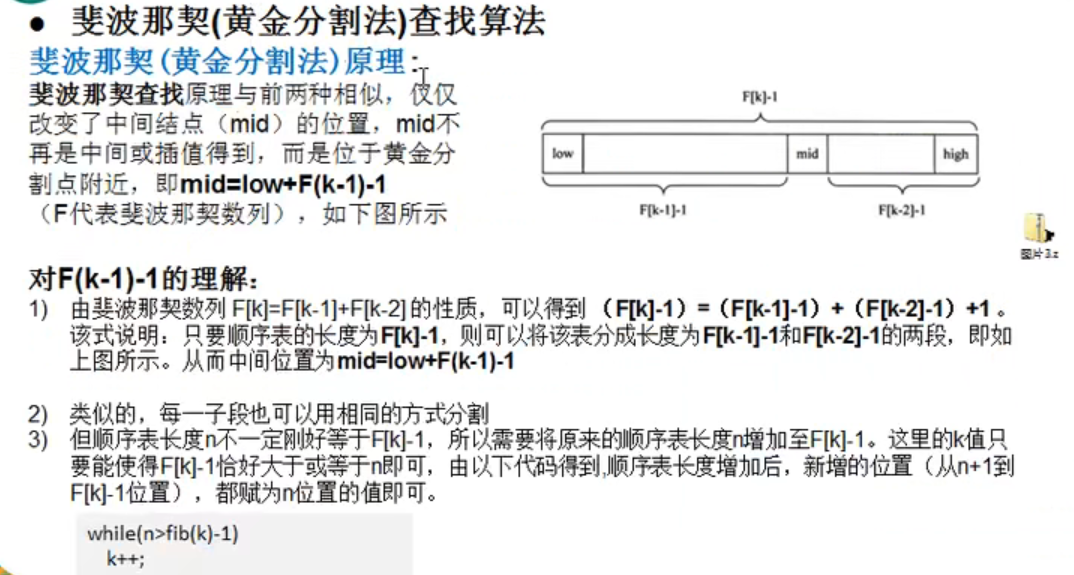 ● 斐波那契(黄金分割法)查找算法
斐波那契(黄金分割法)原理:
斐波那契查找原理与前两种相似，仅仅
改变了中间结点（mid）的位置，mid不
再是中间或插值得到，而是位于黄金分
割点附近，即mid=low+F(k-1)-1
（F代表斐波那契数列），如下图所示
F[k]-1
low
mid
high
F[k-1]-1
F[k-2]-1
图片3.z
对F(k-1)-1的理解：
1) 由斐波那契数列 F[k]=F[k-1]+F[k-2] 的性质，可以得到 （F[k]-1）=（F[k-1]-1）+（F[k-2]-1）+1 。
该式说明：只要顺序表的长度为F[k]-1，则可以将该表分成长度为F[k-1]-1和F[k-2]-1的两段，即如
上图所示。从而中间位置为mid=low+F(k-1)-1
2) 类似的，每一子段也可以用相同的方式分割
3) 但顺序表长度n不一定刚好等于F[k]-1，所以需要将原来的顺序表长度n增加至F[k]-1。这里的k值只
要能使得F[k]-1恰好大于或等于n即可，由以下代码得到,顺序表长度增加后，新增的位置（从n+1到
F[k]-1位置），都赋为n位置的值即可。
while(n>fib(k)-1)
k++;